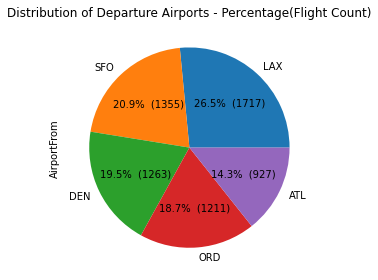 Distribution of Departure Airports - Percentage(Flight Count)
SFO
LAX
20.9% (1355)
26.5% (1717)
AirportFrom
19.5% (1263)
14.3% (927)
DEN
ATL
18.7% (1211)
ORD